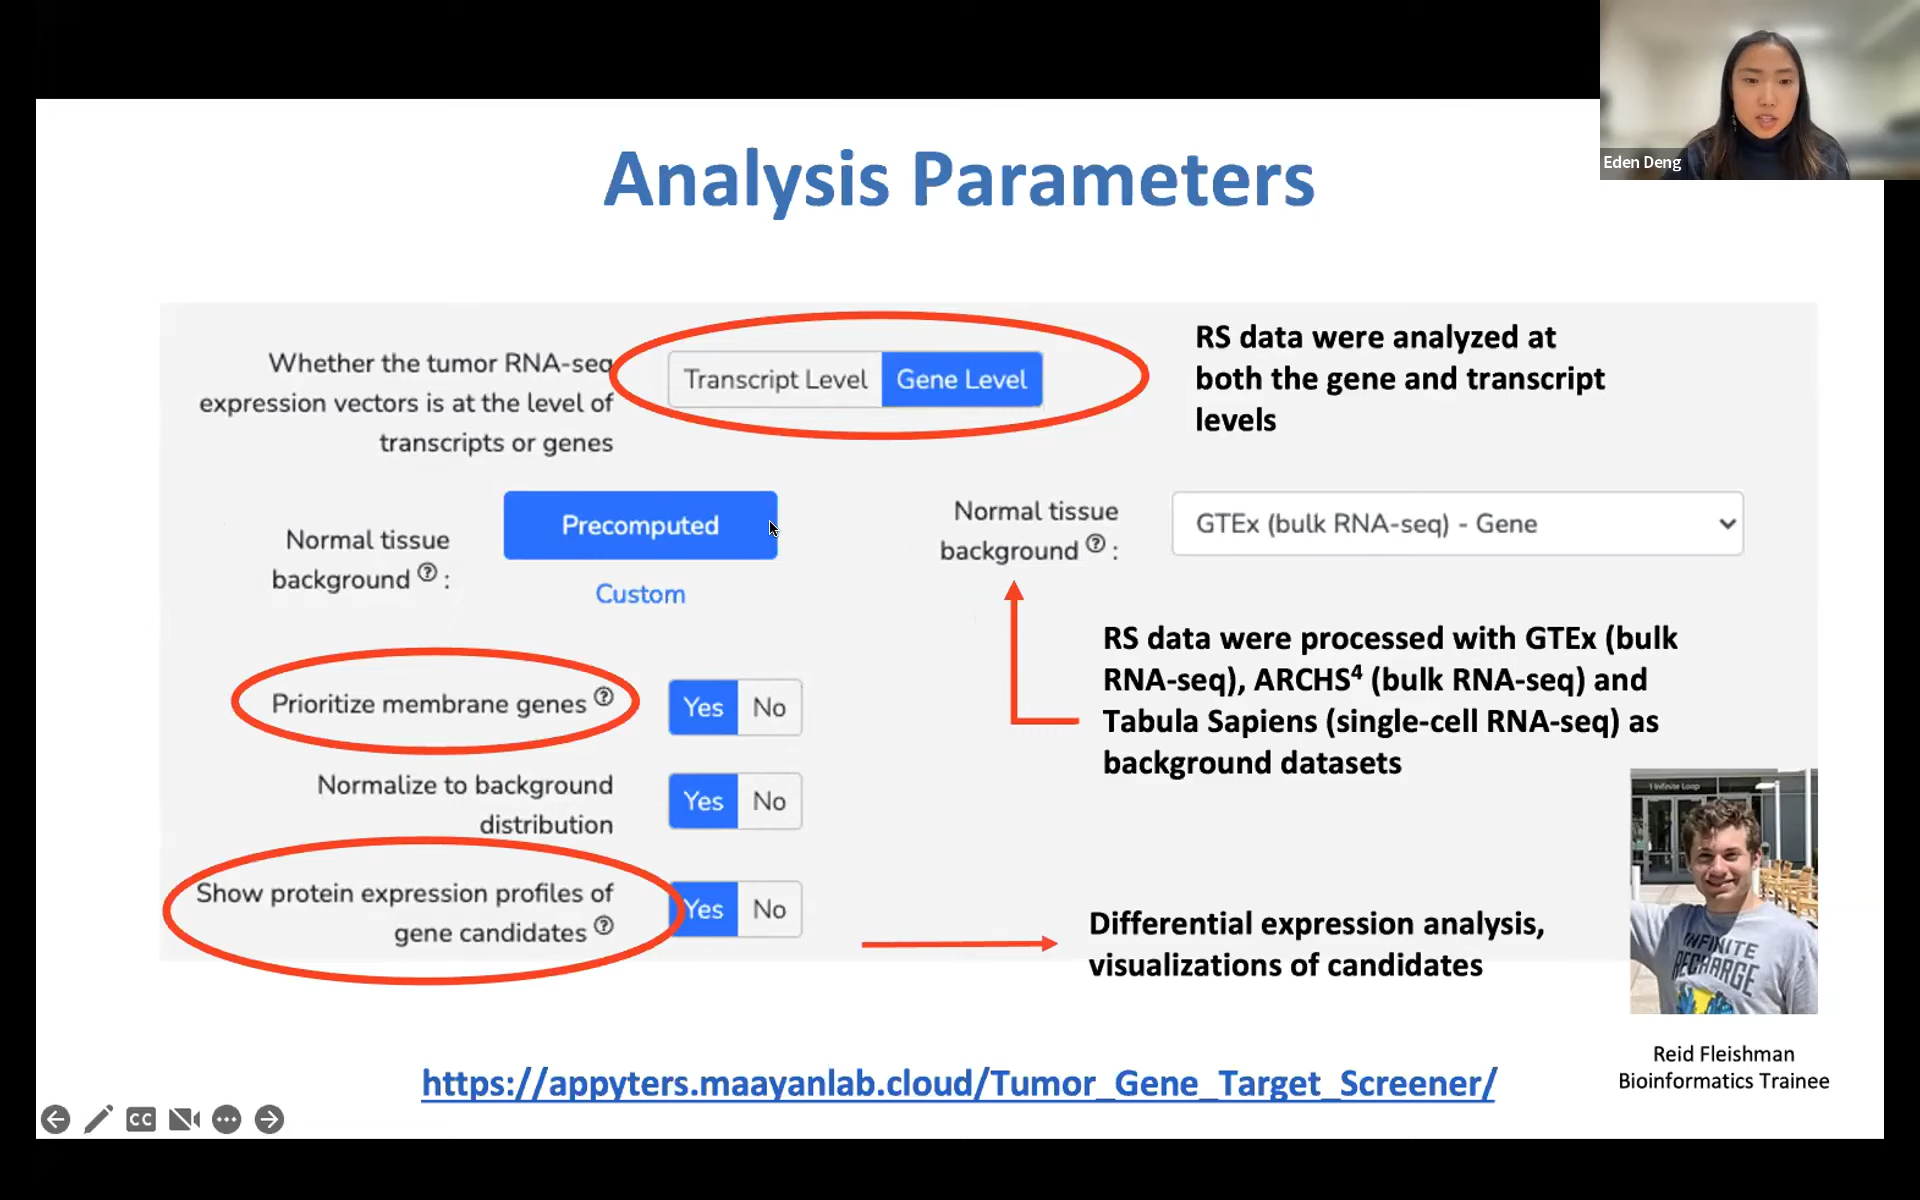 Eden Deng
Analysis Parameters
Whether the tumor RNA-seq
expression vectors is at the level of
transcripts or genes
Transcript Level
Gene Level
RS data were analyzed at
both the gene and transcript
levels
Normal tissue
background ? :
Precomputed
Custom
Normal tissue
background ? :
GTEx (bulk RNA-seq) - Gene
RS data were processed with GTEx (bulk
RNA-seq), ARCHS⁴ (bulk RNA-seq) and
Tabula Sapiens (single-cell RNA-seq) as
background datasets
Prioritize membrane genes ?
Yes
No
Normalize to background
distribution
Yes
No
Show protein expression profiles of
gene candidates ?
Yes
No
Differential expression analysis,
visualizations of candidates
1 Infinite Loop
INFINITE
RECHARGE
Reid Fleishman
Bioinformatics Trainee
https://appyters.maayanlab.cloud/Tumor_Gene_Target_Screener/
CC